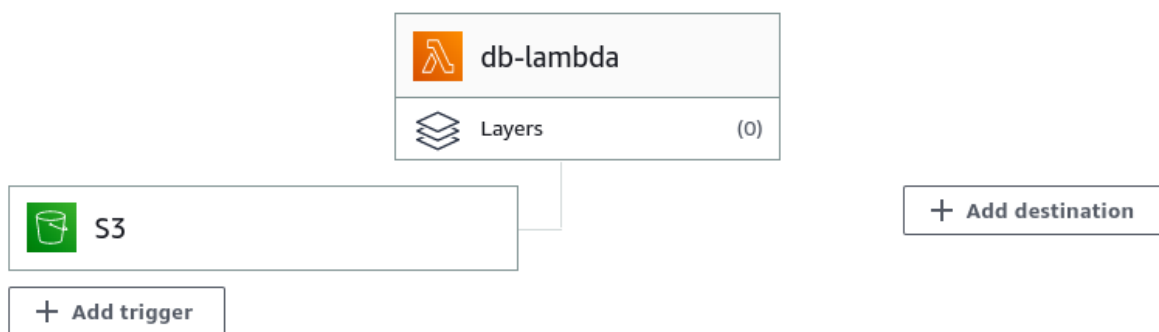 db-lambda
Layers (0)
S3
Add destination
Add trigger